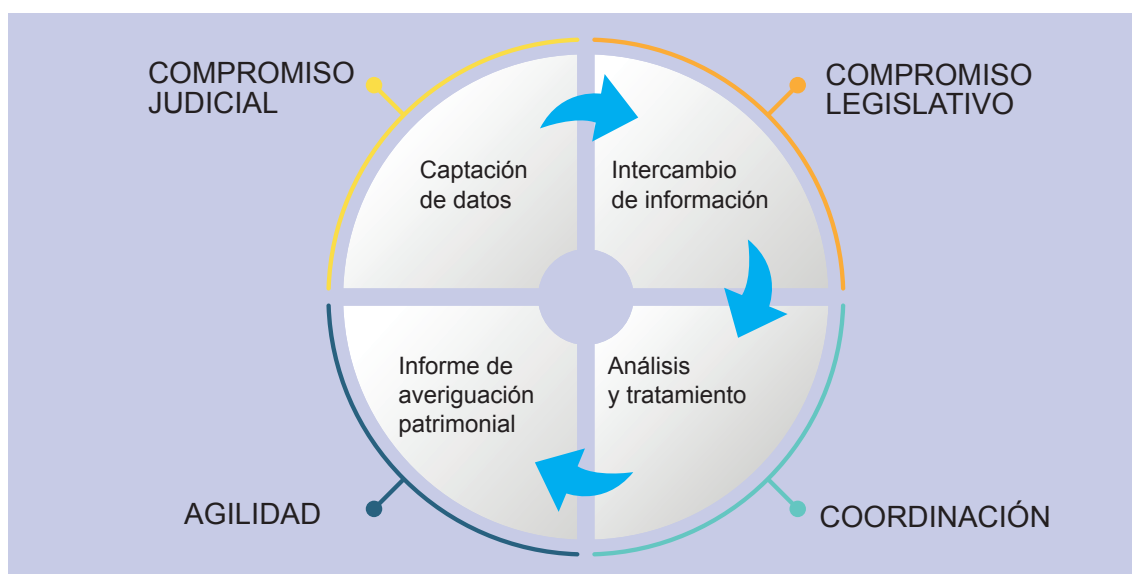 COMPROMISO
JUDICIAL
COMPROMISO
LEGISLATIVO
Captación
de datos
Intercambio
de información
Informe de
averiguación
patrimonial
Análisis
y tratamiento
AGILIDAD
COORDINACIÓN